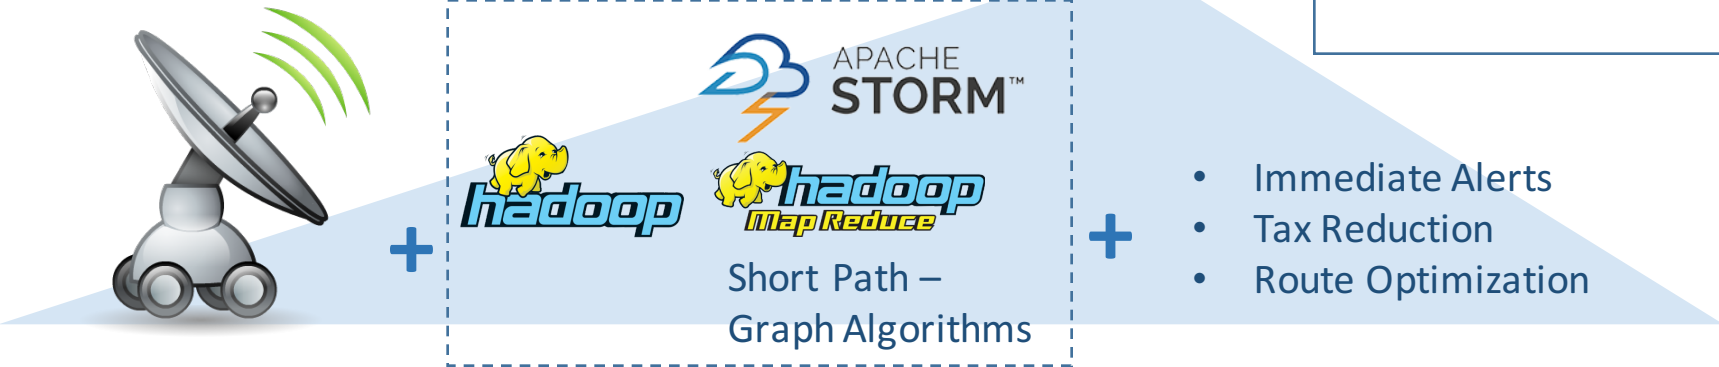 APACHE
STORM™
hadoop
hadoop
Map Reduce
Short Path –
Graph Algorithms
+
+
• Immediate Alerts
• Tax Reduction
• Route Optimization